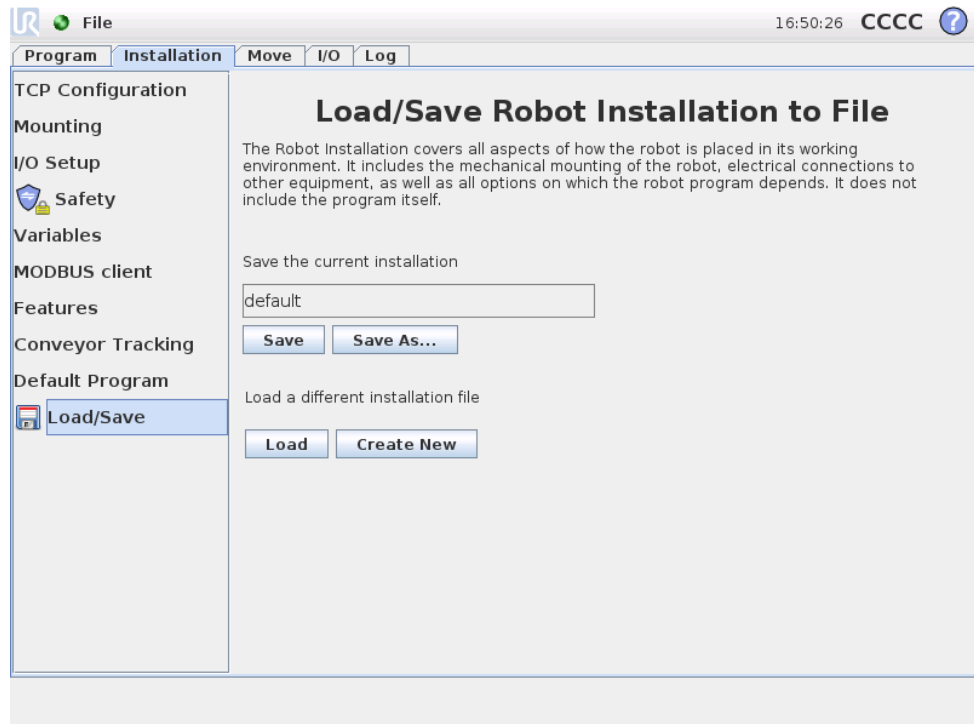 UR File 16:50:26 CCCC ?
Program Installation Move I/O Log
TCP Configuration
Mounting
I/O Setup
Safety
Variables
MODBUS client
Features
Conveyor Tracking
Default Program
Load/Save
Load/Save Robot Installation to File
The Robot Installation covers all aspects of how the robot is placed in its working
environment. It includes the mechanical mounting of the robot, electrical connections to
other equipment, as well as all options on which the robot program depends. It does not
include the program itself.
Save the current installation
default
Save Save As...
Load a different installation file
Load Create New